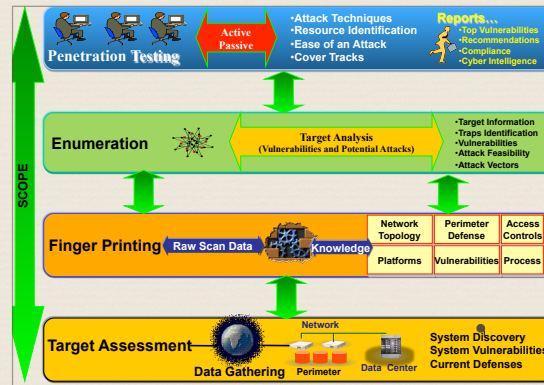 SCOPE
Penetration Testing
Active
Passive
•Attack Techniques
•Resource Identification
•Ease of an Attack
•Cover Tracks
Reports…
•Top Vulnerabilities
•Recommendations
•Compliance
•Cyber Intelligence
Enumeration
Target Analysis
(Vulnerabilities and Potential Attacks)
•Target Information
•Traps Identification
•Vulnerabilities
•Attack Feasibility
•Attack Vectors
Finger Printing
Raw Scan Data
Knowledge
Network
Topology
Perimeter
Defense
Access
Controls
Platforms
Vulnerabilities
Process
Target Assessment
Data Gathering
Network
Perimeter
Data Center
System Discovery
System Vulnerabilities
Current Defenses